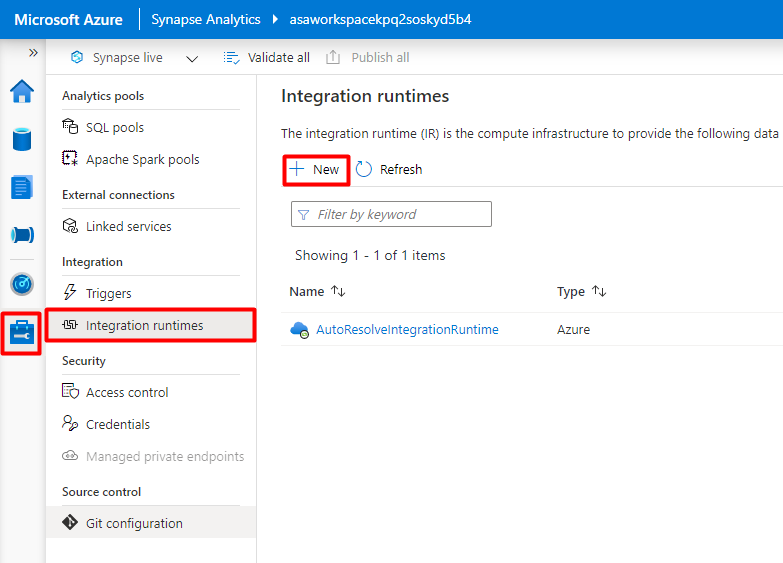 Microsoft Azure Synapse Analytics asaworkspacekpq2soskyd5b4
Synapse live Validate all Publish all
Analytics pools
SQL pools
Apache Spark pools
External connections
Linked services
Integration
Triggers
Integration runtimes
Security
Access control
Credentials
Managed private endpoints
Source control
Git configuration
Integration runtimes
The integration runtime (IR) is the compute infrastructure to provide the following data
New Refresh
Filter by keyword
Showing 1 - 1 of 1 items
Name Type
AutoResolveIntegrationRuntime Azure